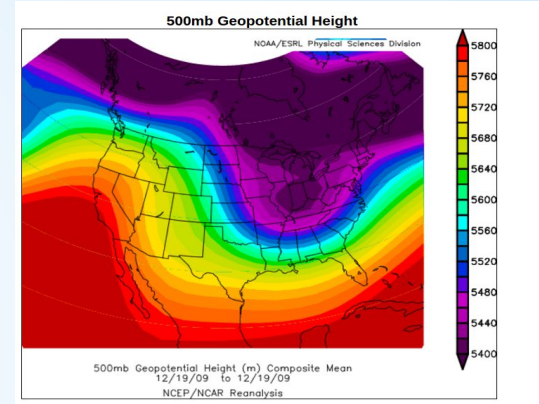 500mb Geopotential Height
NOAA/ESRL Physical Sciences Division
5800
5760
5720
5680
5640
5600
5560
5520
5480
5440
5400
500mb Geopotential Height (m) Composite Mean
12/19/09 to 12/19/09
NCEP/NCAR Reanalysis